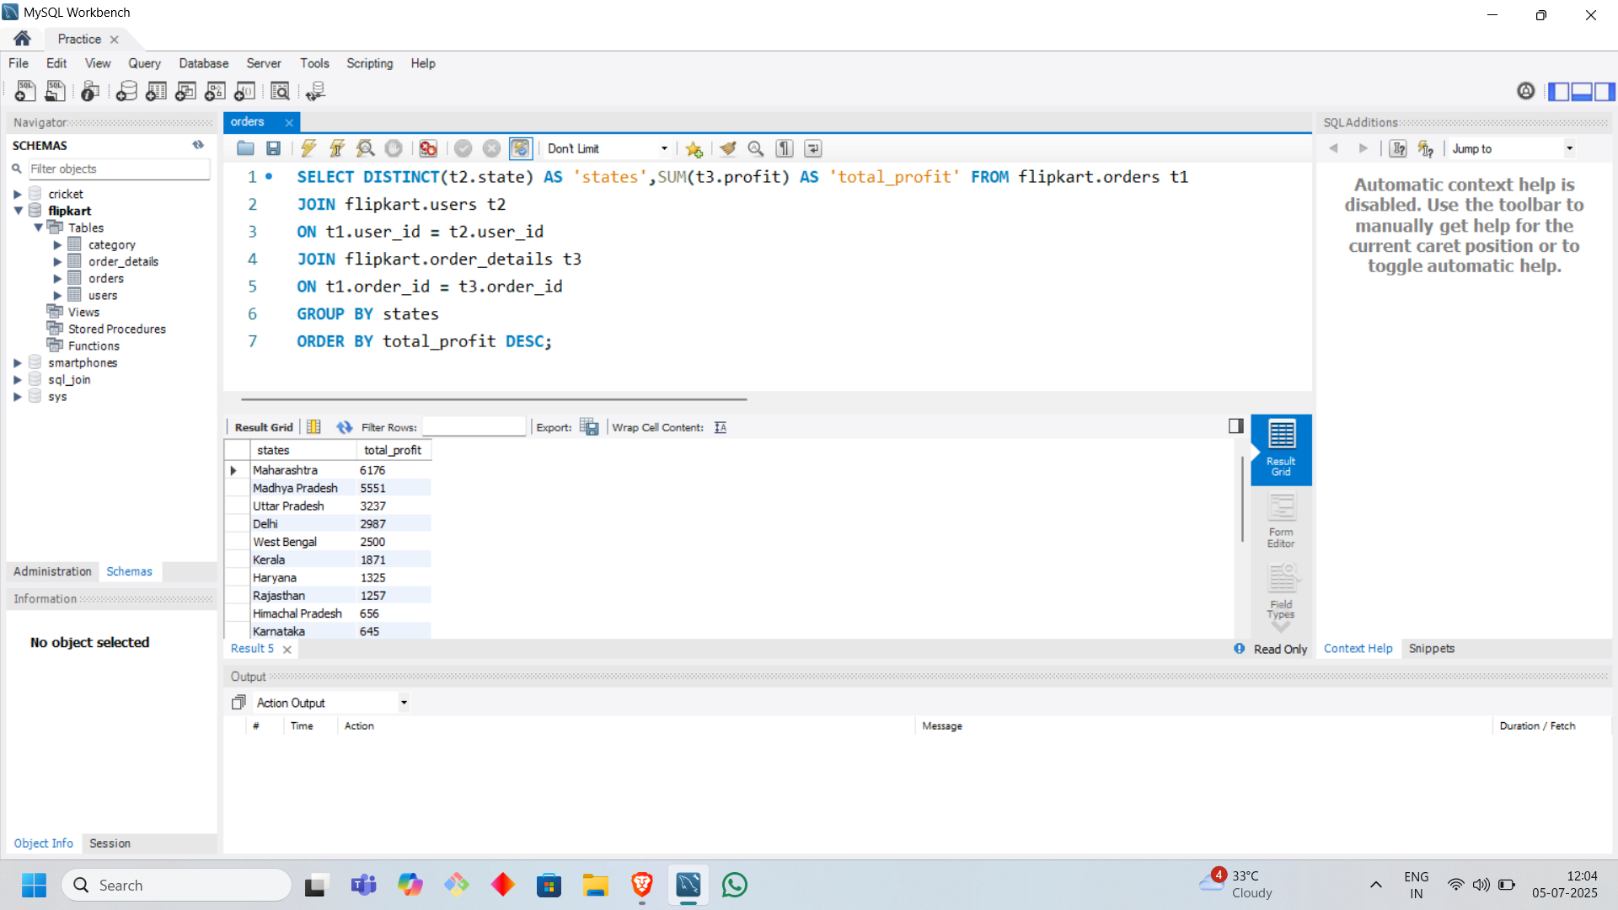 MySQL Workbench
Practice
File Edit View Query Database Server Tools Scripting Help
Navigator
SCHEMAS
Filter objects
cricket
flipkart
Tables
category
order_details
orders
users
Views
Stored Procedures
Functions
smartphones
sql_join
sys
Administration Schemas
Information
No object selected
Object Info Session
orders
Don't Limit
1 SELECT DISTINCT(t2.state) AS 'states',SUM(t3.profit) AS 'total_profit' FROM flipkart.orders t1
2 JOIN flipkart.users t2
3 ON t1.user_id = t2.user_id
4 JOIN flipkart.order_details t3
5 ON t1.order_id = t3.order_id
6 GROUP BY states
7 ORDER BY total_profit DESC;
Result Grid Filter Rows: Export: Wrap Cell Content:
states total_profit
Maharashtra 6176
Madhya Pradesh 5551
Uttar Pradesh 3237
Delhi 2987
West Bengal 2500
Kerala 1871
Haryana 1325
Rajasthan 1257
Himachal Pradesh 656
Karnataka 645
Result
Grid
Form
Editor
Field
Types
Result 5
Read Only
SQLAdditions
Jump to
Automatic context help is
disabled. Use the toolbar to
manually get help for the
current caret position or to
toggle automatic help.
Context Help Snippets
Output
Action Output
# Time Action Message Duration / Fetch
Search
4
33°C
Cloudy
ENG
IN
12:04
05-07-2025